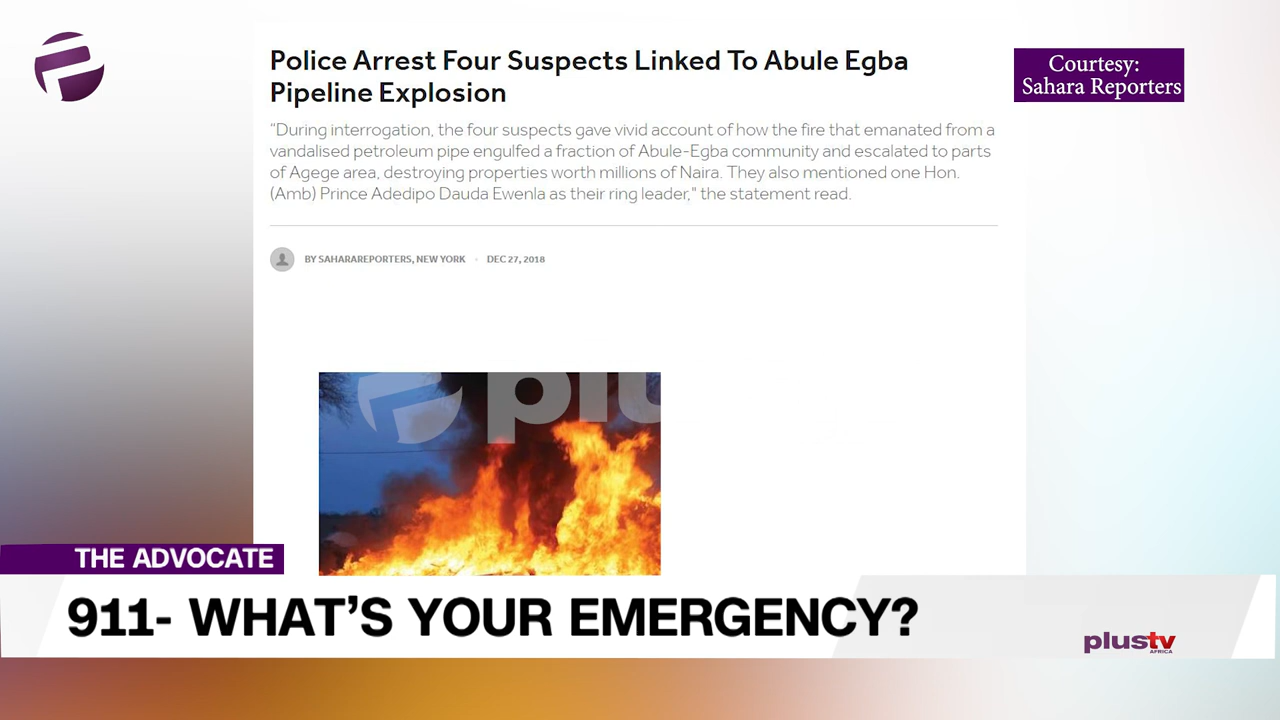 Police Arrest Four Suspects Linked To Abule Egba
Pipeline Explosion
Courtesy:
Sahara Reporters
“During interrogation, the four suspects gave vivid account of how the fire that emanated from a
vandalised petroleum pipe engulfed a fraction of Abule-Egba community and escalated to parts
of Agege area, destroying properties worth millions of Naira. They also mentioned one Hon.
(Amb) Prince Adedipo Dauda Ewenla as their ring leader," the statement read.
BY SAHARAREPORTERS, NEW YORK • DEC 27, 2018
plu
THE ADVOCATE
911- WHAT’S YOUR EMERGENCY?
plustv
AFRICA